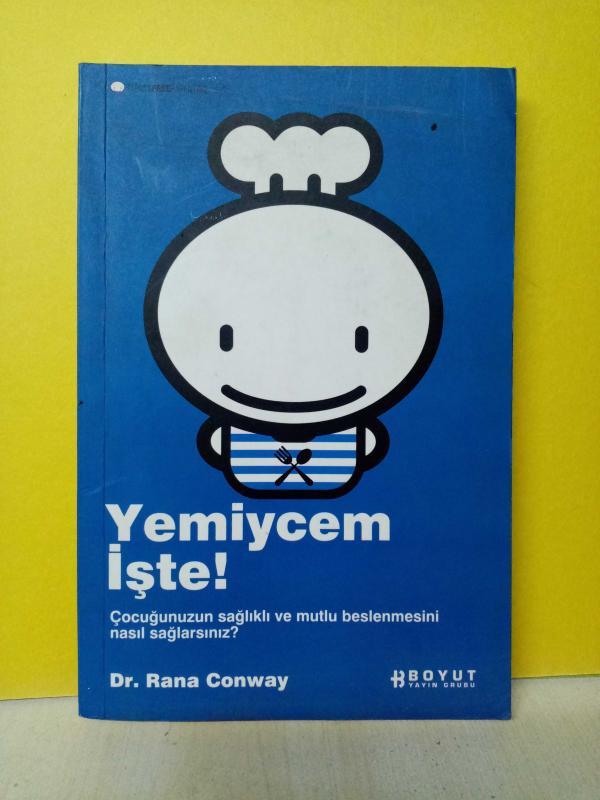 Yemiycem
İşte!
Çocuğunuzun sağlıklı ve mutlu beslenmesini
nasıl sağlarsınız?
Dr. Rana Conway
BOYUT
YAYIN GRUBU